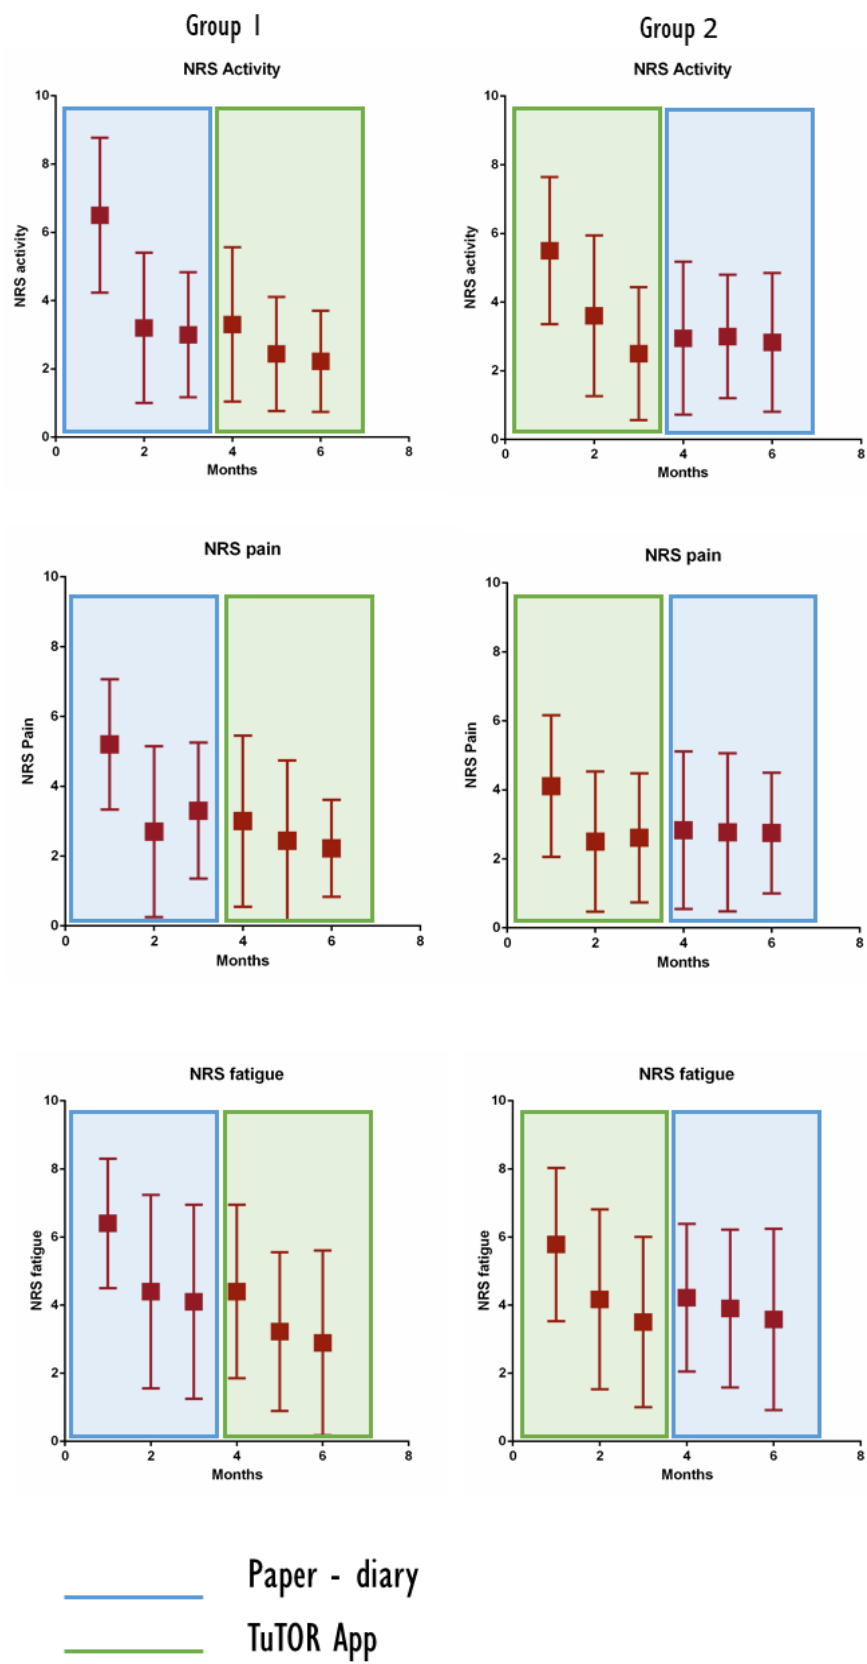 Group 1
Group 2
NRS Activity
NRS Activity
10
8
6
4
2
0
NRS activity
0 2 4 6 8
Months
10
8
6
4
2
0
NRS activity
0 2 4 6 8
Months
NRS pain
NRS pain
10
8
6
4
2
0
NRS Pain
0 2 4 6 8
Months
10
8
6
4
2
0
NRS Pain
0 2 4 6 8
Months
NRS fatigue
NRS fatigue
10
8
6
4
2
0
NRS fatigue
0 2 4 6 8
Months
10
8
6
4
2
0
NRS fatigue
0 2 4 6 8
Months
Paper - diary
TuTOR App